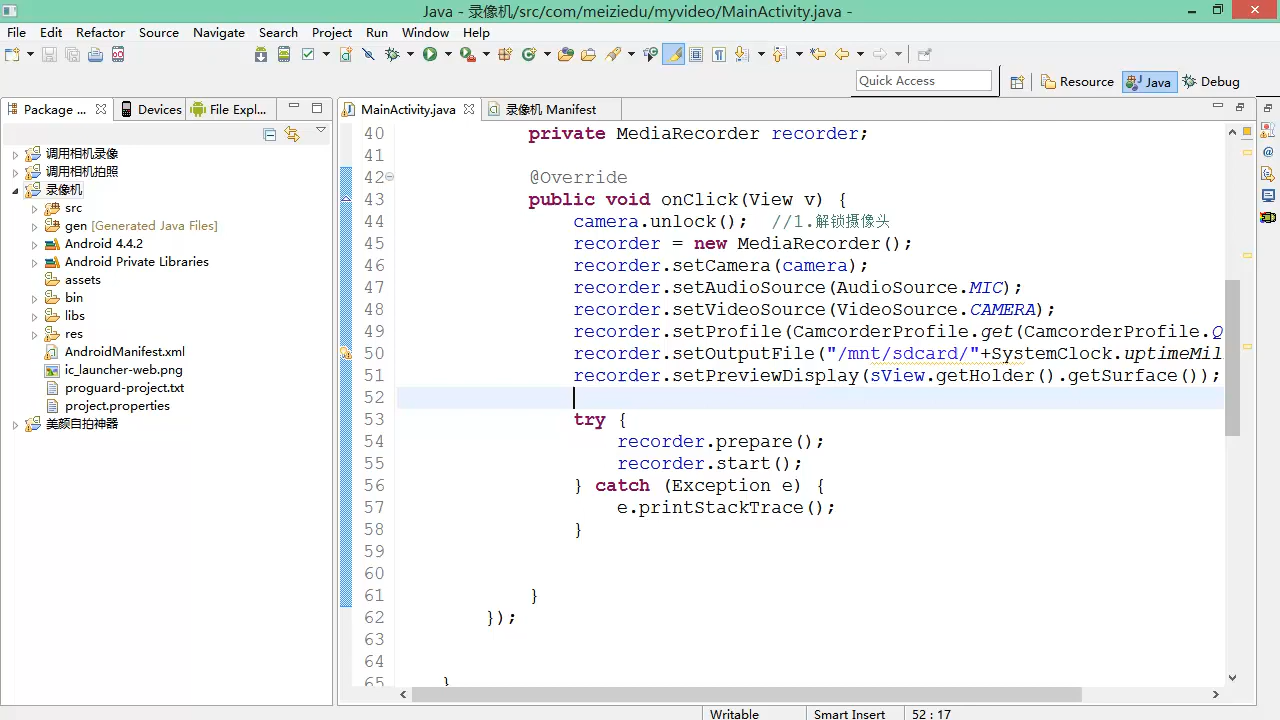 Java - 录像机/src/com/meiziedu/myvideo/MainActivity.java -
File Edit Refactor Source Navigate Search Project Run Window Help
Quick Access
Resource Java Debug
Package ... Devices File Expl...
MainActivity.java 录像机 Manifest
调用相机录像
调用相机拍照
录像机
src
gen [Generated Java Files]
Android 4.4.2
Android Private Libraries
assets
bin
libs
res
AndroidManifest.xml
ic_launcher-web.png
proguard-project.txt
project.properties
美颜自拍神器
40 private MediaRecorder recorder;
41
42 @Override
43 public void onClick(View v) {
44 camera.unlock(); //1.解锁摄像头
45 recorder = new MediaRecorder();
46 recorder.setCamera(camera);
47 recorder.setAudioSource(AudioSource.MIC);
48 recorder.setVideoSource(VideoSource.CAMERA);
49 recorder.setProfile(CamcorderProfile.get(CamcorderProfile.Q
50 recorder.setOutputFile("/mnt/sdcard/"+SystemClock.uptimeMil
51 recorder.setPreviewDisplay(sView.getHolder().getSurface());
52
53 try {
54 recorder.prepare();
55 recorder.start();
56 } catch (Exception e) {
57 e.printStackTrace();
58 }
59
60
61 }
62 });
63
64
65 }
Writable Smart Insert 52 : 17